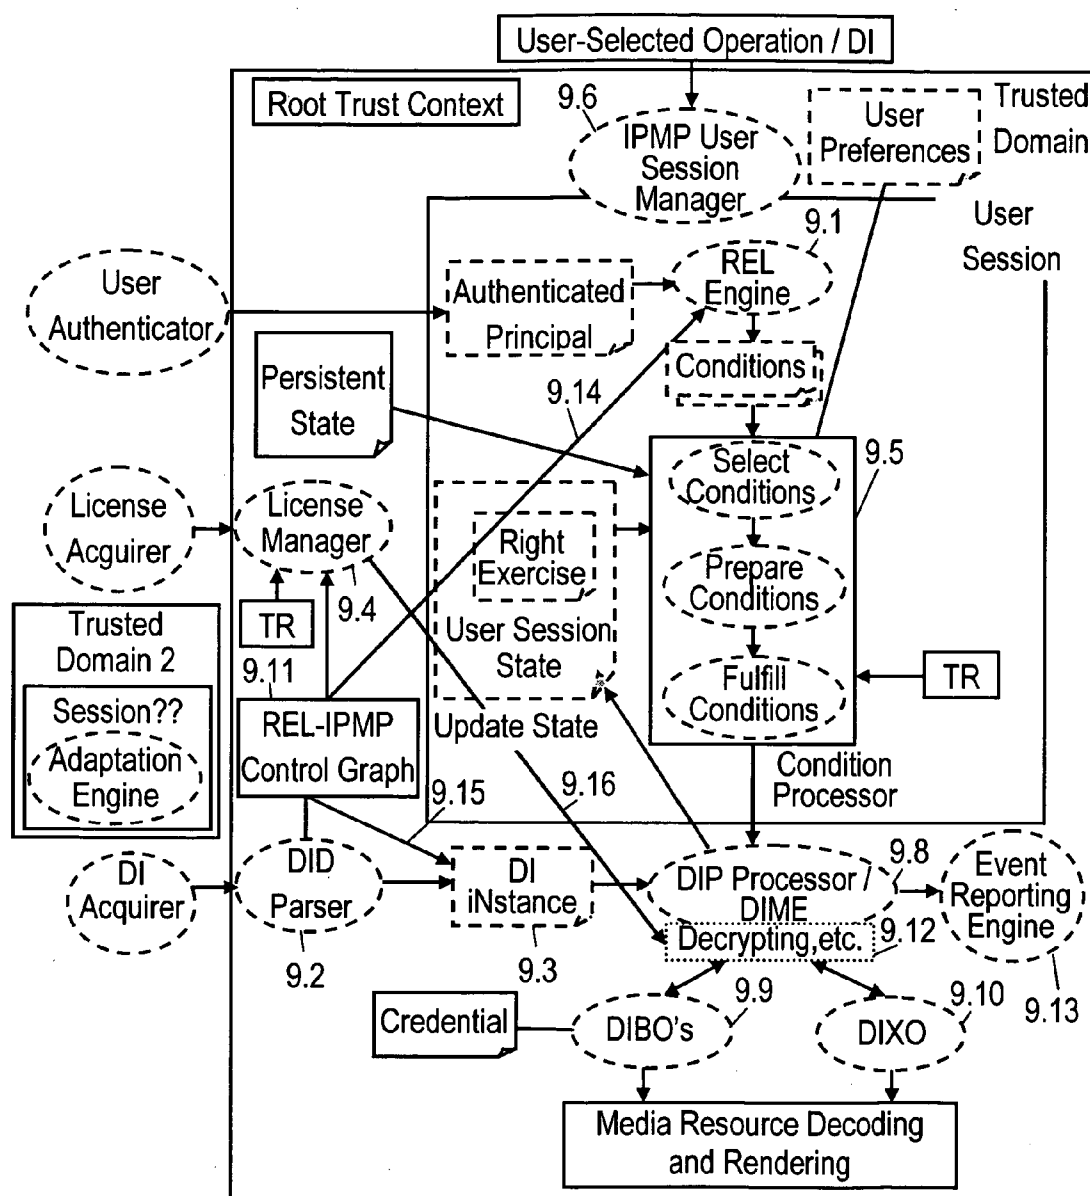 User-Selected Operation / DI
Root Trust Context
9.6
IPMP User
Session
Manager
User
Preferences
Trusted
Domain
User
Session
9.1
REL
Engine
User
Authenticator
Authenticated
Principal
Conditions
Persistent
State
9.14
9.5
Select
Conditions
License
Acguirer
License
Manager
Right
Exercise
Prepare
Conditions
9.4
TR
User Session
State
Trusted
Domain 2
9.11
Fulfill
Conditions
TR
Session??
Adaptation
Engine
REL-IPMP
Control Graph
Update State
Condition
Processor
9.15
9.16
DI
Acquirer
DID
Parser
DI
iNstance
DIP Processor /
DIME
9.8
Event
Reporting
Engine
Decrypting,etc.
9.12
9.2
9.3
9.9
9.10
9.13
Credential
DIBO's
DIXO
Media Resource Decoding
and Rendering